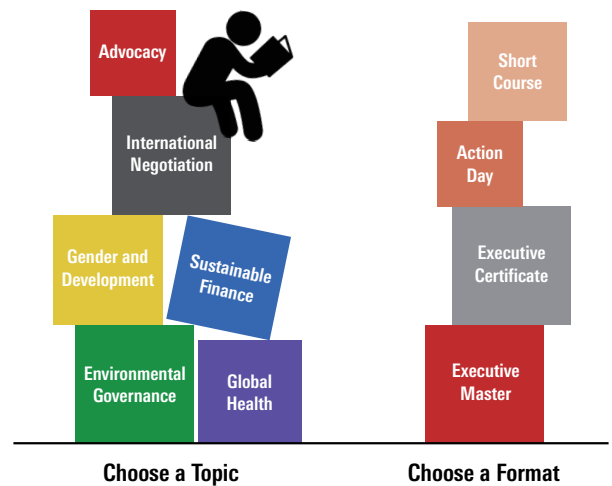 Advocacy
International
Negotiation
Gender and
Development
Sustainable
Finance
Environmental
Governance
Global
Health
Choose a Topic
Short
Course
Action
Day
Executive
Certificate
Executive
Master
Choose a Format